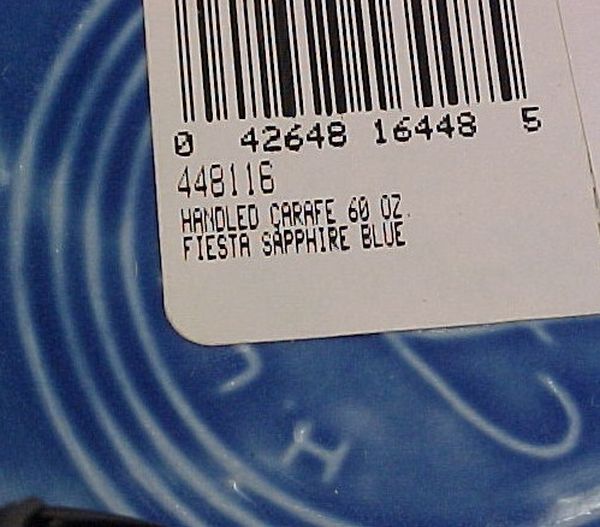 0 42648 16448 5
448116
HANDLED CARAFE 60 OZ.
FIESTA SAPPHIRE BLUE
H